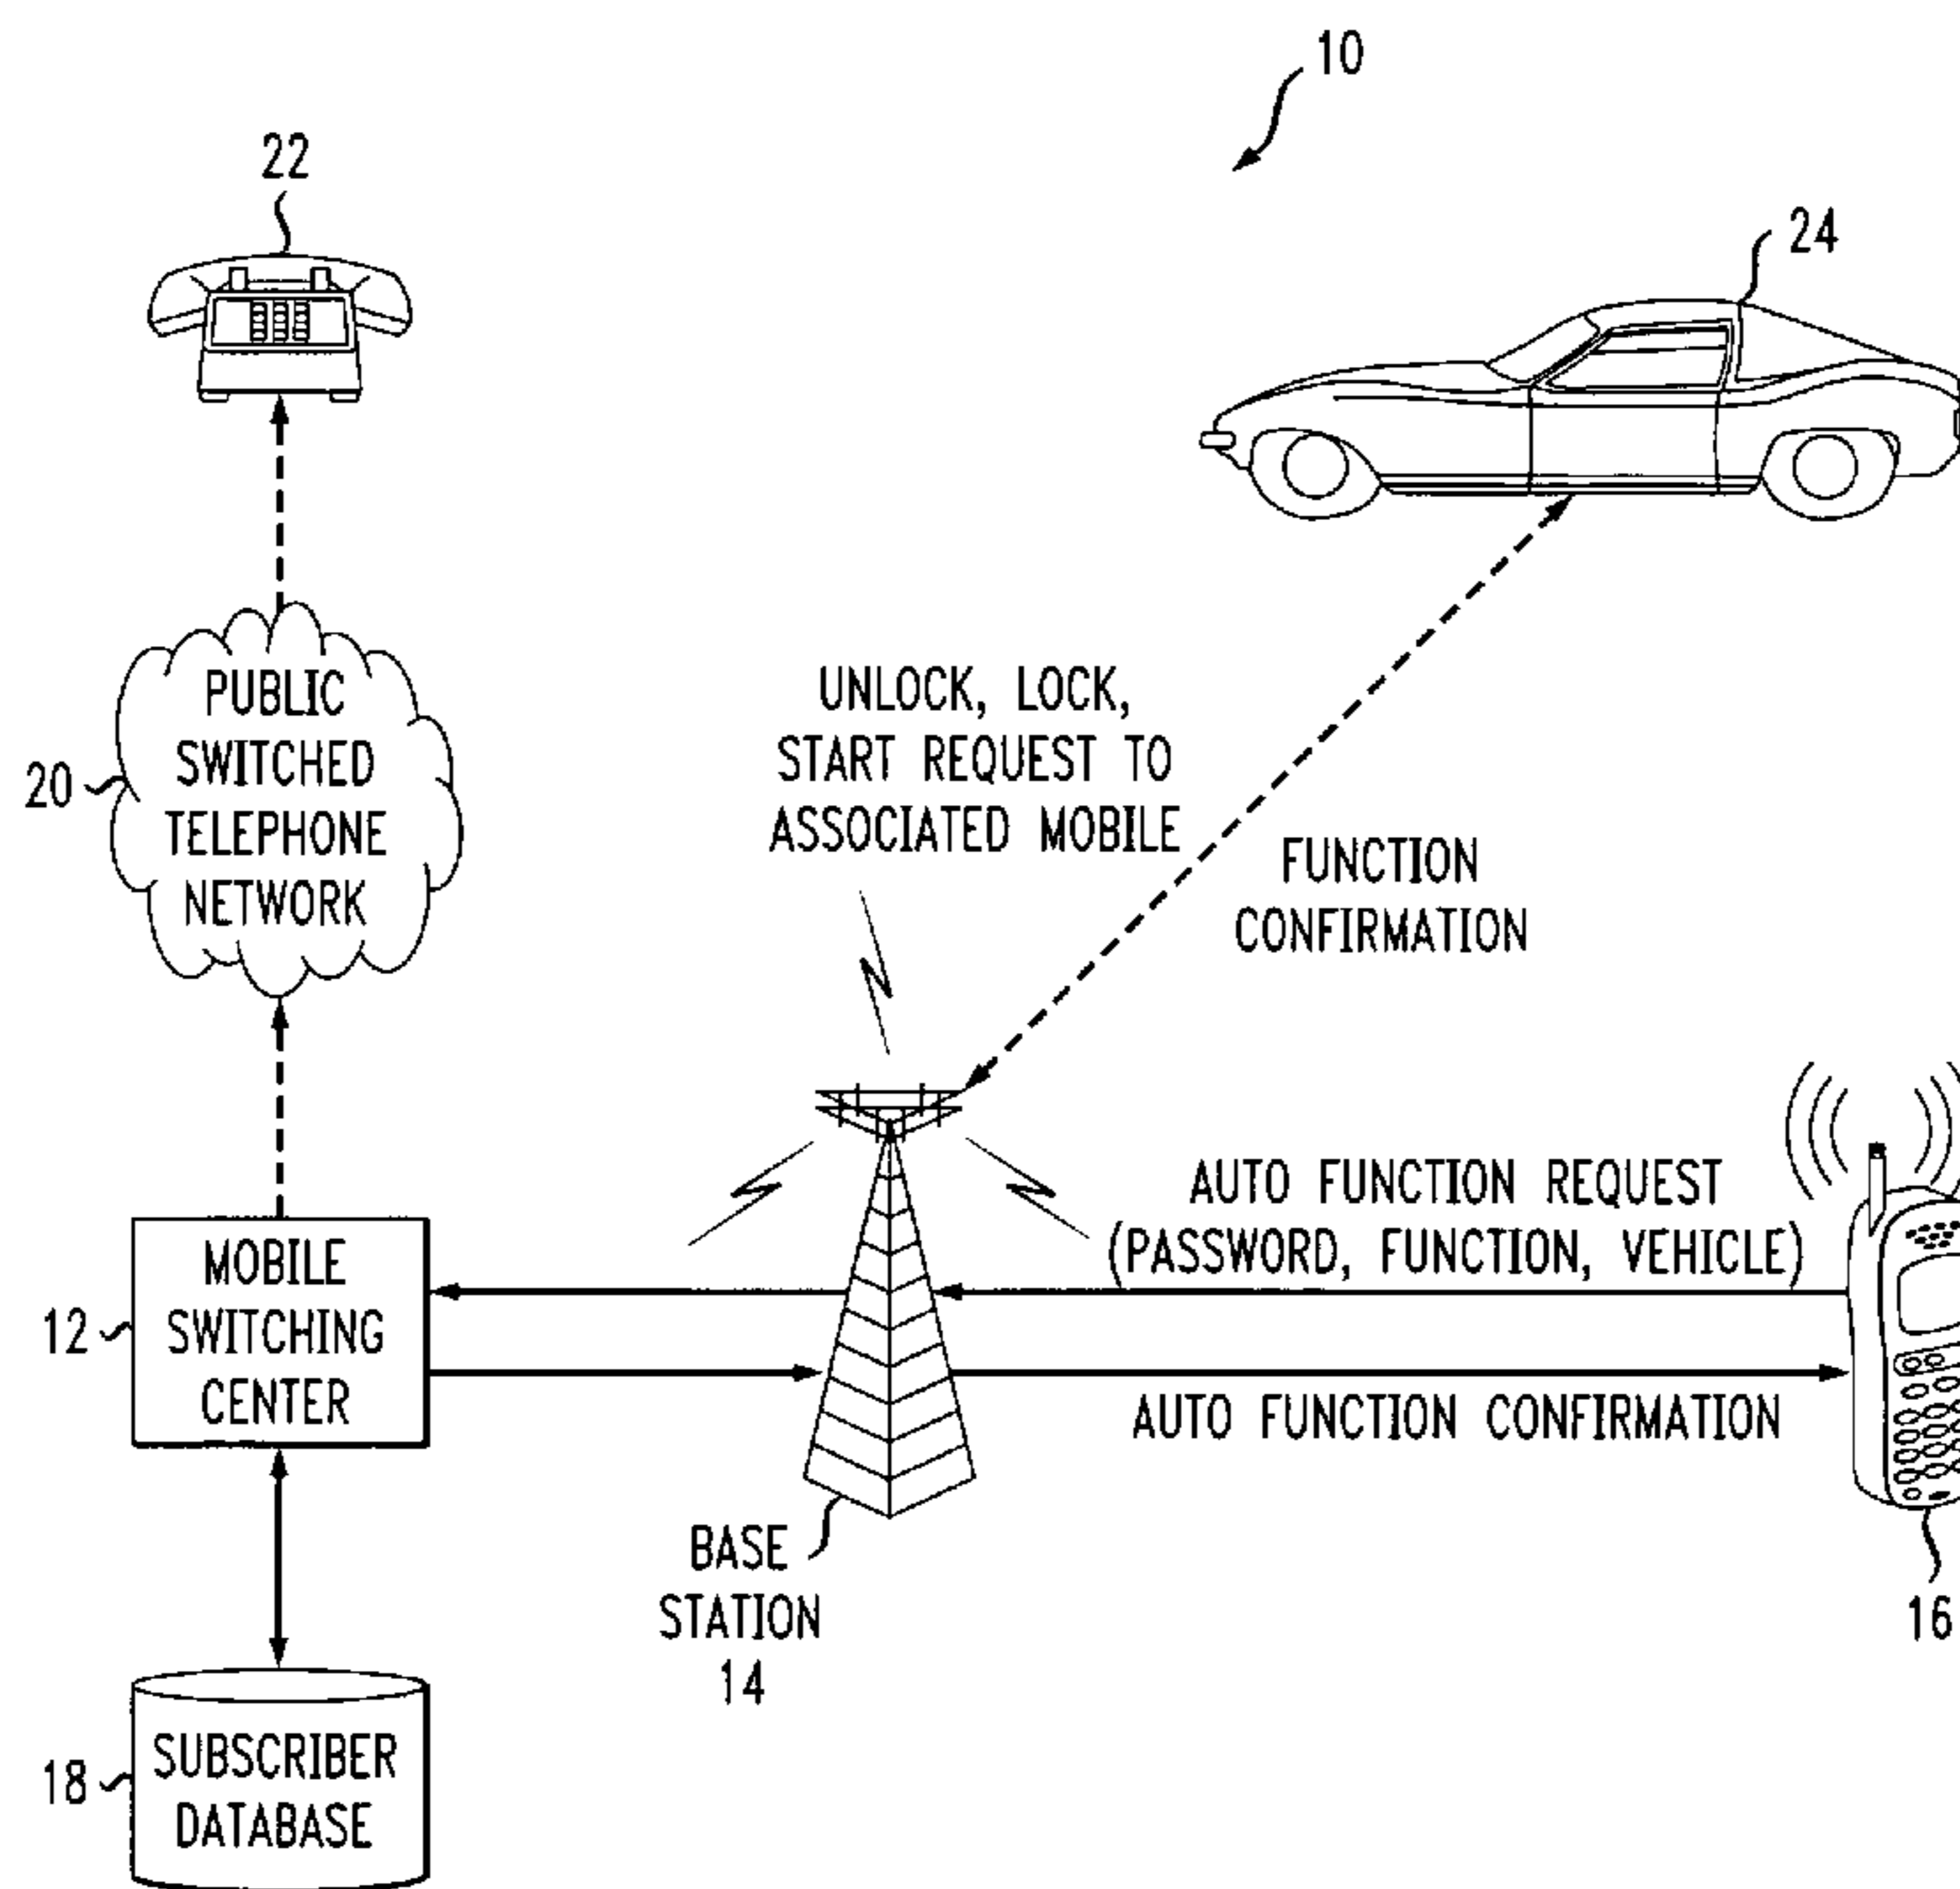 10
22
24
PUBLIC
SWITCHED
TELEPHONE
NETWORK
20
UNLOCK, LOCK,
START REQUEST TO
ASSOCIATED MOBILE
FUNCTION
CONFIRMATION
AUTO FUNCTION REQUEST
(PASSWORD, FUNCTION, VEHICLE)
MOBILE
SWITCHING
CENTER
12
AUTO FUNCTION CONFIRMATION
BASE
STATION
14
16
SUBSCRIBER
DATABASE
18